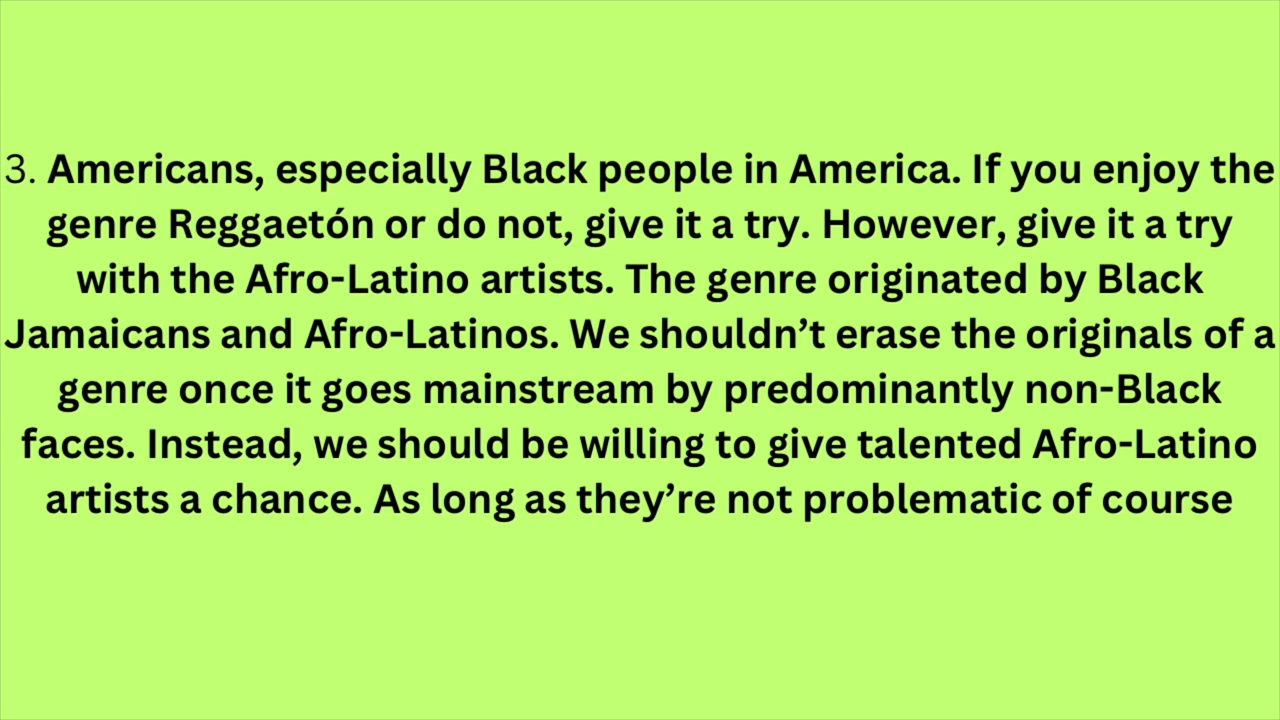 3. Americans, especially Black people in America. If you enjoy the
genre Reggaetón or do not, give it a try. However, give it a try
with the Afro-Latino artists. The genre originated by Black
Jamaicans and Afro-Latinos. We shouldn’t erase the originals of a
genre once it goes mainstream by predominantly non-Black
faces. Instead, we should be willing to give talented Afro-Latino
artists a chance. As long as they’re not problematic of course